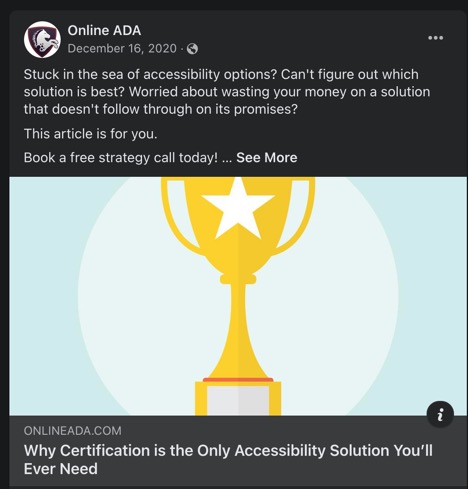 Online ADA
December 16, 2020 ·
Stuck in the sea of accessibility options? Can't figure out which
solution is best? Worried about wasting your money on a solution
that doesn't follow through on its promises?
This article is for you.
Book a free strategy call today! ... See More
ONLINEADA.COM
Why Certification is the Only Accessibility Solution You'll
Ever Need